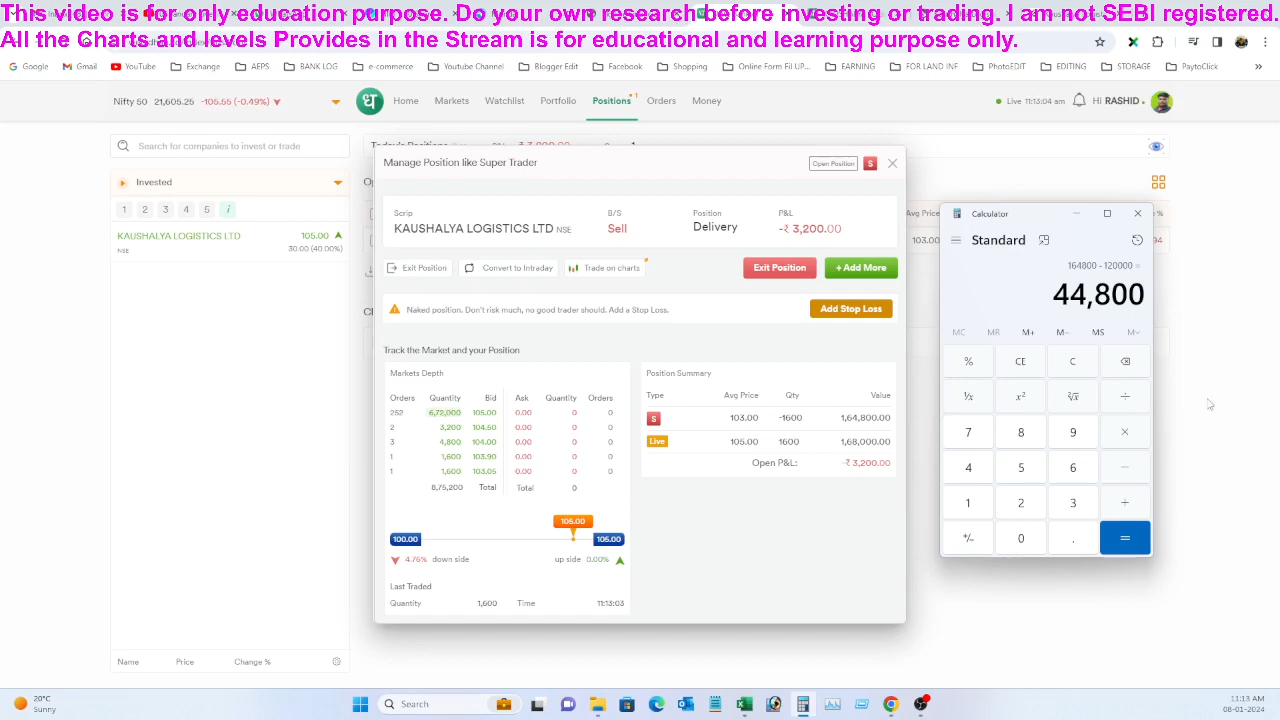 This video is for only education purpose. Do your own research before investing or trading. I am not SEBI registered.
All the Charts and levels Provides in the Stream is for educational and learning purpose only.
Google
Gmail
YouTube
Exchange
AEPS
BANK LOG
e-commerce
Youtube Channel
Blogger Edit
Facebook
Shopping
Online Form Fil UP...
EARNING
FOR LAND INE
PhotoEDIT
EDITING
STORAGE
PaytoClick
»
Nifty 50 21,605.25 -105.55 (-0.49%)
ध
Home
Markets
Watchlist
Portfolio
Positions
Orders
Money
Live 11:13:04 am
Hi RASHID
Search for companies to invest or trade
Invested
1 2 3 4 5 i
KAUSHALYA LOGISTICS LTD 105.00
NSE 30.00 (40.00%)
Name Price Change %
Manage Position like Super Trader
Open Position S
Scrip B/S Position P&L
KAUSHALYA LOGISTICS LTD NSE Sell Delivery -₹ 3,200.00
Exit Position
Convert to Intraday
Trade on charts
Exit Position
+ Add More
Naked position. Don't risk much, no good trader should. Add a Stop Loss.
Add Stop Loss
Track the Market and your Position
Markets Depth
Orders Quantity Bid Ask Quantity Orders
252 6,72,000 105.00 0.00 0 0
2 3,200 104.50 0.00 0 0
3 4,800 104.00 0.00 0 0
1 1,600 103.90 0.00 0 0
1 1,600 103.05 0.00 0 0
8,75,200 Total Total 0
105.00
100.00 105.00
4.76% down side up side 0.00%
Last Traded
Quantity 1,600 Time 11:13:03
Position Summary
Type Avg Price Qty Value
S 103.00 -1600 1,64,800.00
Live 105.00 1600 1,68,000.00
Open P&L: -₹ 3,200.00
Avg Price
103.00
Calculator
Standard
164800 - 120000 =
44,800
MC MR M+ M− MS M˅
% CE C
¹/x x² ²√x ÷
7 8 9 ×
4 5 6 −
1 2 3 +
+/− 0 . =
20°C
Sunny
Search
11:13 AM
08-01-2024